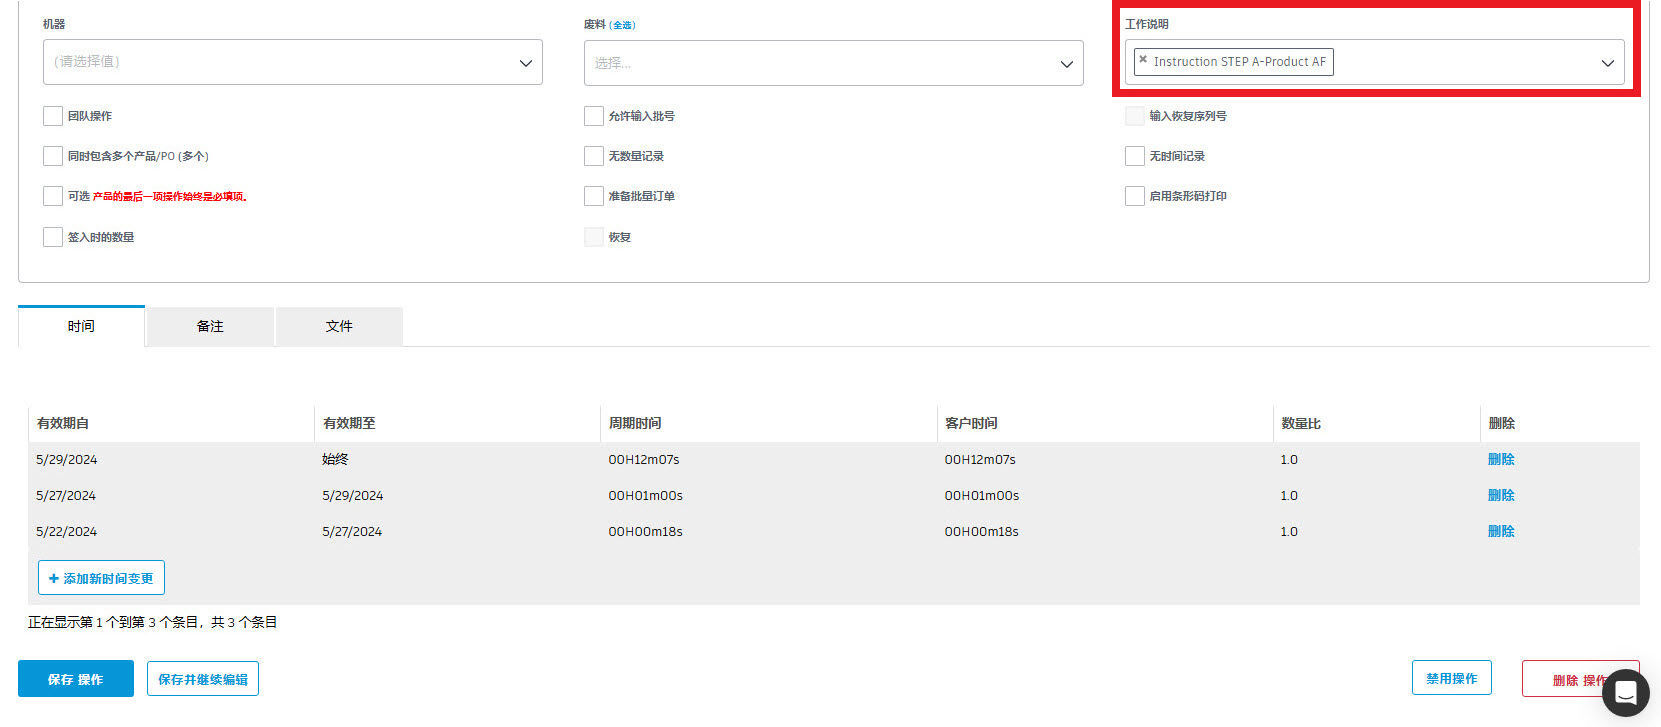 机器
废料 (全选)
工作说明
(请选择值)
选择...
× Instruction STEP A-Product AF
团队操作
允许输入批号
输入恢复序列号
同时包含多个产品/PO (多个)
无数量记录
无时间记录
可选 产品的最后一项操作始终是必填项。
准备批量订单
启用条形码打印
签入时的数量
恢复
时间
备注
文件
有效期自
有效期至
周期时间
客户时间
数量比
删除
5/29/2024
始终
00H12m07s
00H12m07s
1.0
删除
5/27/2024
5/29/2024
00H01m00s
00H01m00s
1.0
删除
5/22/2024
5/27/2024
00H00m18s
00H00m18s
1.0
删除
+ 添加新时间变更
正在显示第 1 个到第 3 个条目，共 3 个条目
保存 操作
保存并继续编辑
禁用操作
删除 操作